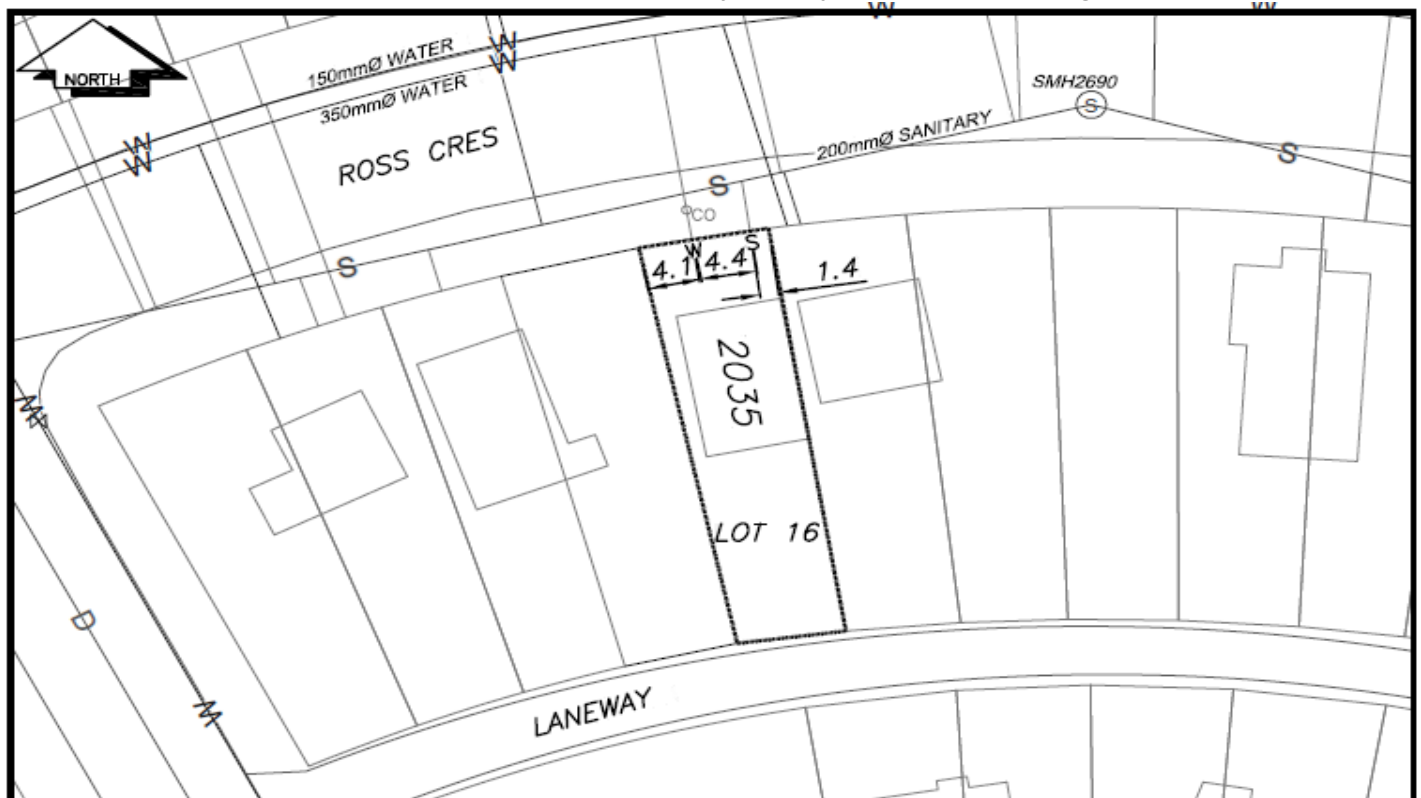 W
W
NORTH
150mmØ WATER
W
W
350mmØ WATER
SMH2690
S
W
W
ROSS CRES
200mmØ SANITARY
S
S
CO
S
W
S
4.1
4.4
1.4
2035
W
W
LOT 16
D
LANEWAY
W